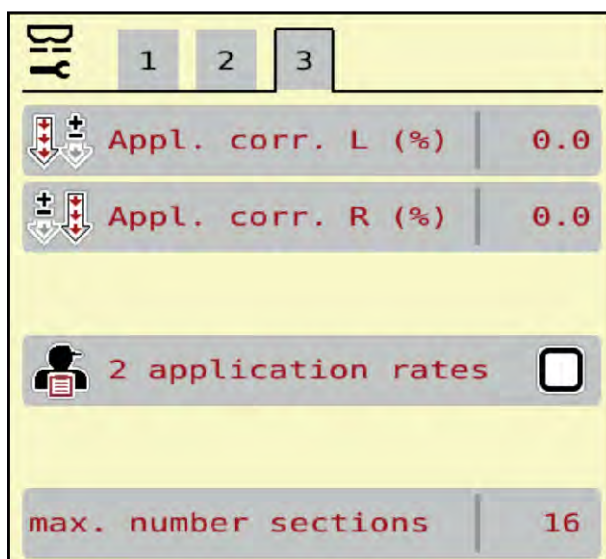 1 2 3
Appl. corr. L (%) 0.0
Appl. corr. R (%) 0.0
2 application rates
max. number sections 16